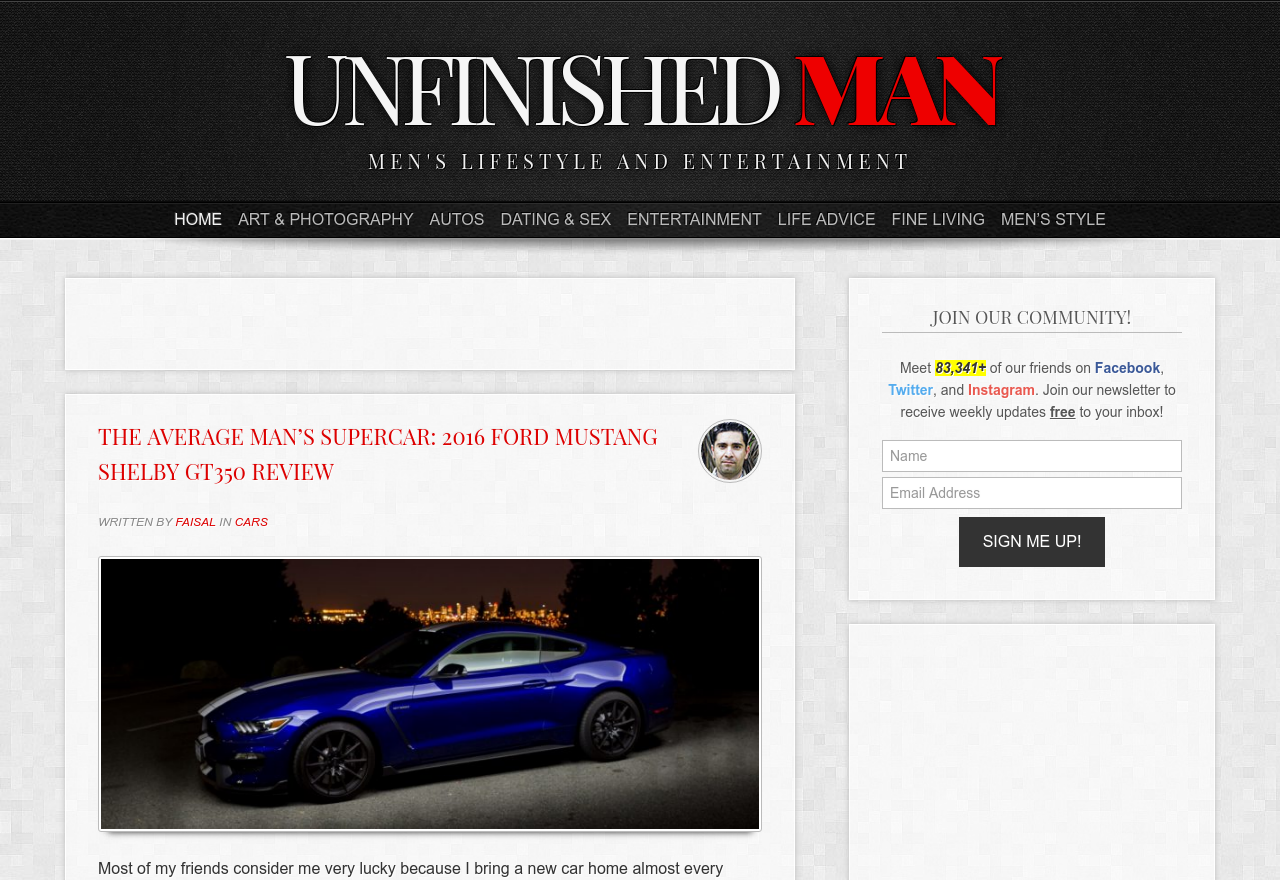 UNFINISHED MAN
MEN'S LIFESTYLE AND ENTERTAINMENT
HOME ART & PHOTOGRAPHY AUTOS DATING & SEX ENTERTAINMENT LIFE ADVICE FINE LIVING MEN’S STYLE
THE AVERAGE MAN’S SUPERCAR: 2016 FORD MUSTANG
SHELBY GT350 REVIEW
WRITTEN BY FAISAL IN CARS
Most of my friends consider me very lucky because I bring a new car home almost every
JOIN OUR COMMUNITY!
Meet 83,341+ of our friends on Facebook,
Twitter, and Instagram. Join our newsletter to
receive weekly updates free to your inbox!
Name
Email Address
SIGN ME UP!